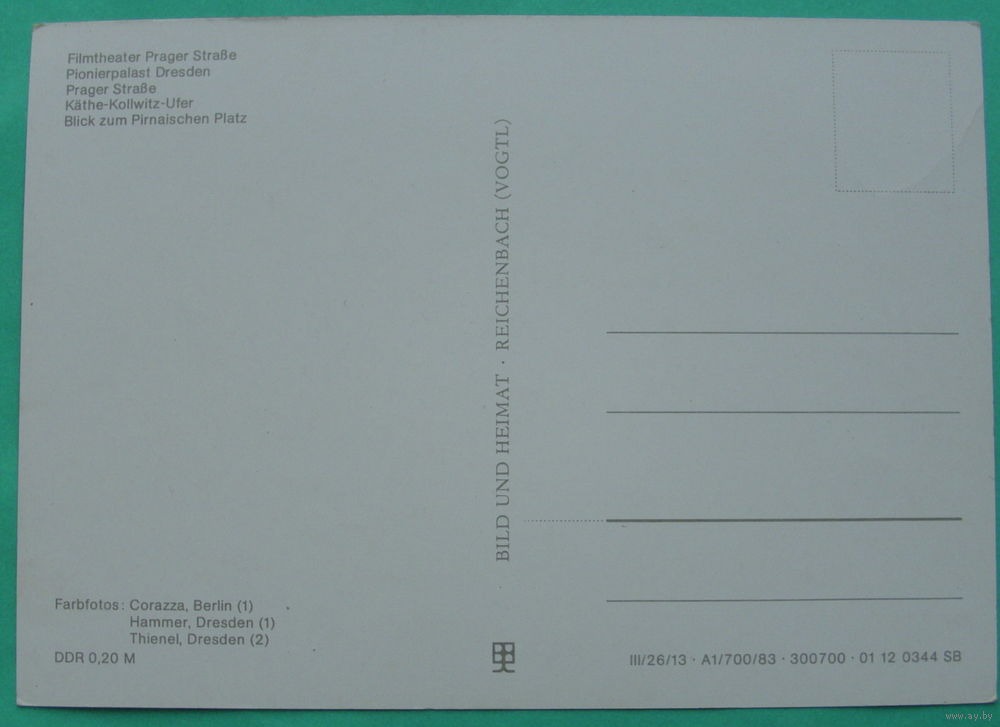 Filmtheater Prager Straße
Pionierpalast Dresden
Prager Straße
Käthe-Kollwitz-Ufer
Blick zum Pirnaischen Platz
BILD UND HEIMAT · REICHENBACH (VOGTL)
Farbfotos: Corazza, Berlin (1)
Hammer, Dresden (1)
Thienel, Dresden (2)
DDR 0,20 M
III/26/13 · A1/700/83 · 300700 · 01 12 0344 SB
www.ay.by